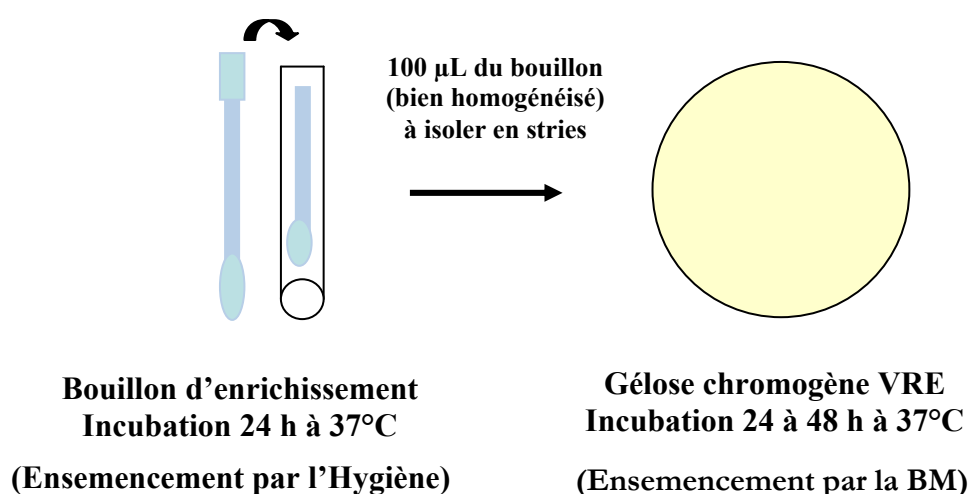 100 µL du bouillon
(bien homogénéisé)
à isoler en stries
Bouillon d’enrichissement
Incubation 24 h à 37°C
(Ensemencement par l’Hygiène)
Gélose chromogène VRE
Incubation 24 à 48 h à 37°C
(Ensemencement par la BM)